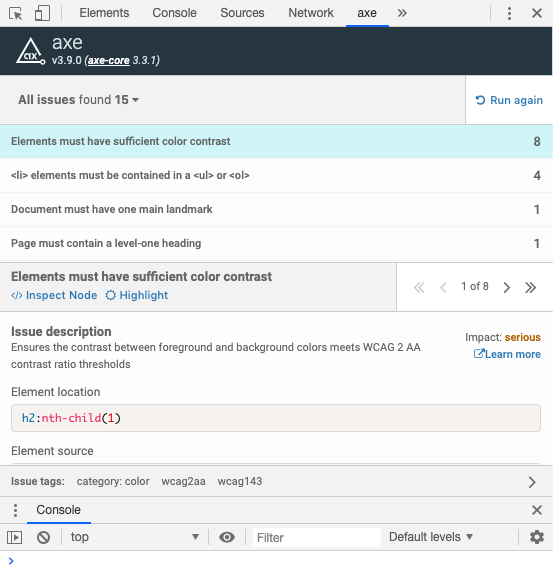 Elements Console Sources Network axe
axe
v3.9.0 (axe-core 3.3.1)
All issues found 15
Run again
Elements must have sufficient color contrast 8
<li> elements must be contained in a <ul> or <ol> 4
Document must have one main landmark 1
Page must contain a level-one heading 1
Elements must have sufficient color contrast
</> Inspect Node Highlight
1 of 8
Issue description
Impact: serious
Ensures the contrast between foreground and background colors meets WCAG 2 AA
contrast ratio thresholds
Learn more
Element location
h2:nth-child(1)
Element source
Issue tags: category: color wcag2aa wcag143
Console
top Filter Default levels